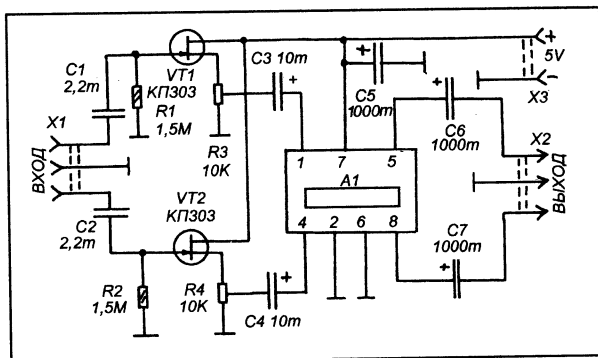 C1
2,2m
X1
ВХОД
C2
2,2m
VT1
КП303
R1
1,5M
R3
10K
VT2
КП303
R2
1,5M
R4
10K
C3 10m
+
C4 10m
+
+
C5
1000m
+
C6
1000m
+
5V
-
X3
X2
ВЫХОД
1
7
5
A1
4
2
6
8
C7
1000m
+